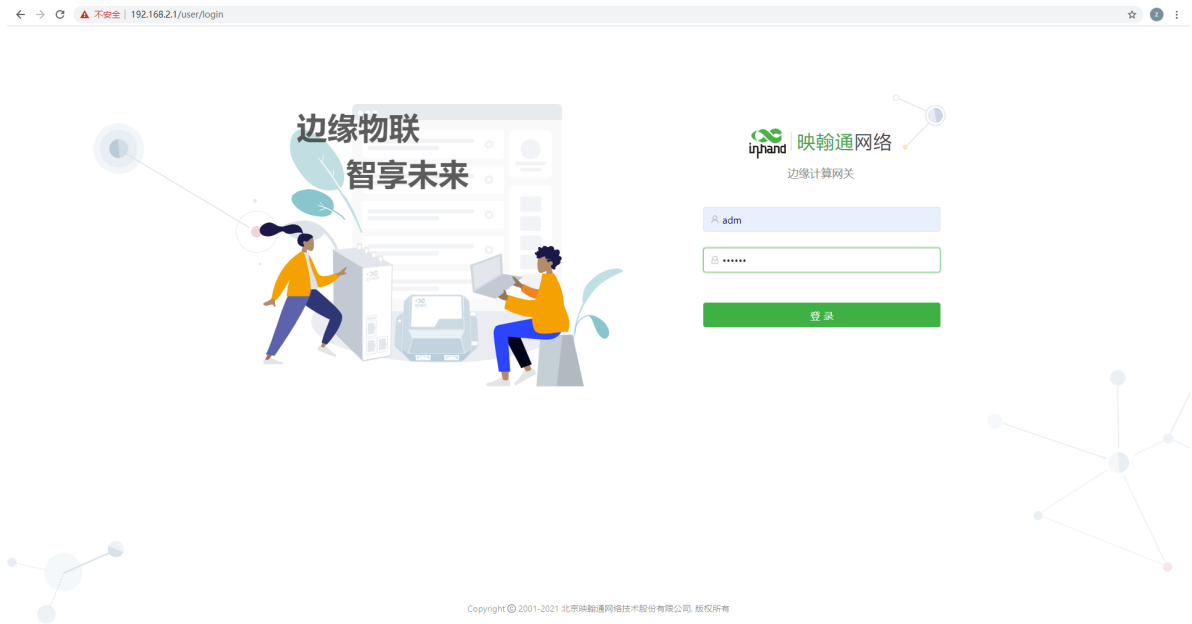 不安全 192.168.2.1/user/login
z
边缘物联
智享未来
inhand 映翰通网络
边缘计算网关
adm
••••••
登 录
Copyright © 2001-2021 北京映翰通网络技术股份有限公司. 版权所有